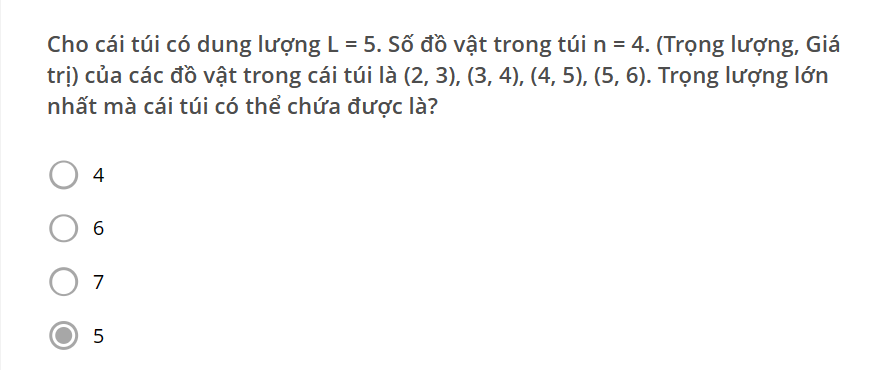 Cho cái túi có dung lượng L = 5. Số đồ vật trong túi n = 4. (Trọng lượng, Giá
trị) của các đồ vật trong cái túi là (2, 3), (3, 4), (4, 5), (5, 6). Trọng lượng lớn
nhất mà cái túi có thể chứa được là?
4
6
7
5